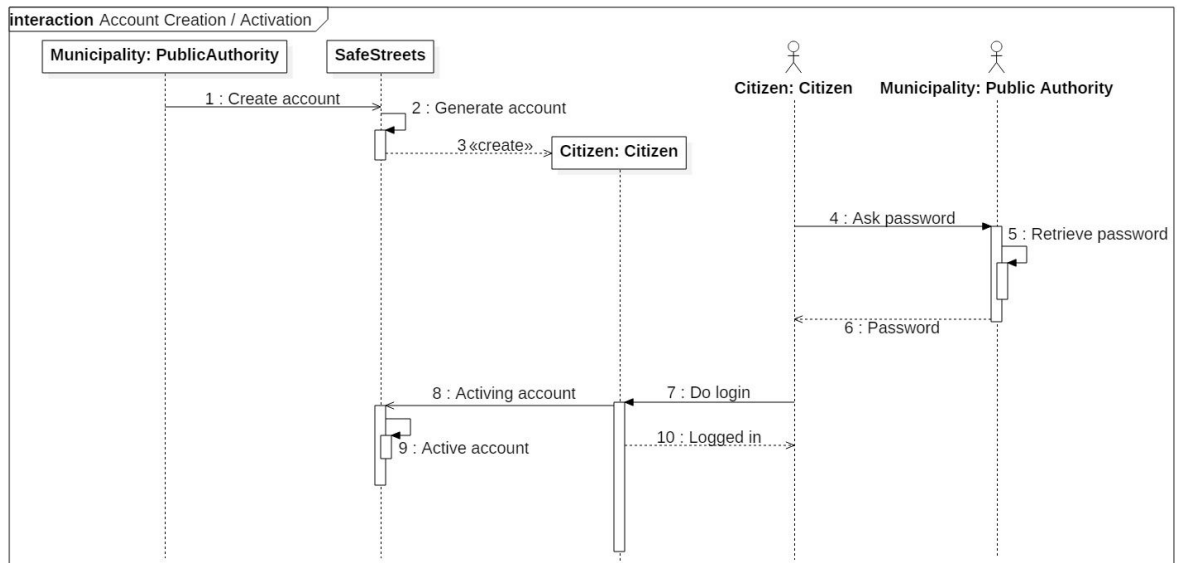 interaction Account Creation / Activation
Municipality: PublicAuthority
SafeStreets
Citizen: Citizen
Municipality: Public Authority
1 : Create account
2 : Generate account
3 «create»
Citizen: Citizen
4 : Ask password
5 : Retrieve password
6 : Password
7 : Do login
8 : Activing account
9 : Active account
10 : Logged in